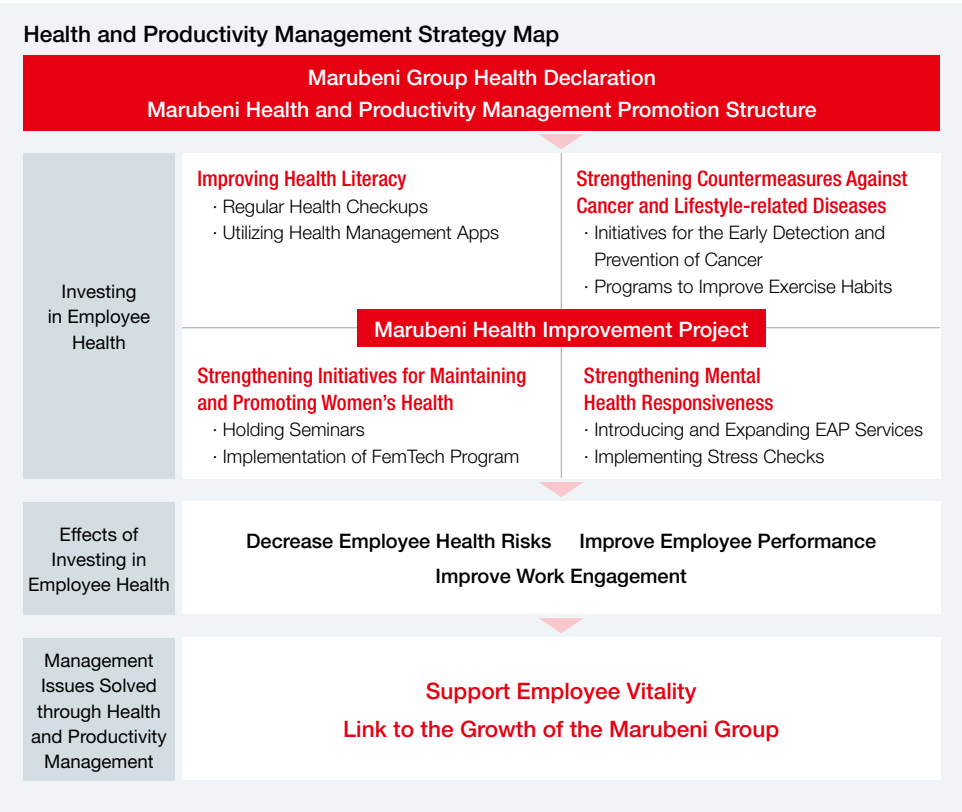 Health and Productivity Management Strategy Map
Marubeni Group Health Declaration
Marubeni Health and Productivity Management Promotion Structure
Investing
in Employee
Health
Improving Health Literacy
· Regular Health Checkups
· Utilizing Health Management Apps
Strengthening Countermeasures Against
Cancer and Lifestyle-related Diseases
· Initiatives for the Early Detection and
Prevention of Cancer
· Programs to Improve Exercise Habits
Marubeni Health Improvement Project
Strengthening Initiatives for Maintaining
and Promoting Women’s Health
· Holding Seminars
· Implementation of FemTech Program
Strengthening Mental
Health Responsiveness
· Introducing and Expanding EAP Services
· Implementing Stress Checks
Effects of
Investing in
Employee Health
Decrease Employee Health Risks Improve Employee Performance
Improve Work Engagement
Management
Issues Solved
through Health
and Productivity
Management
Support Employee Vitality
Link to the Growth of the Marubeni Group